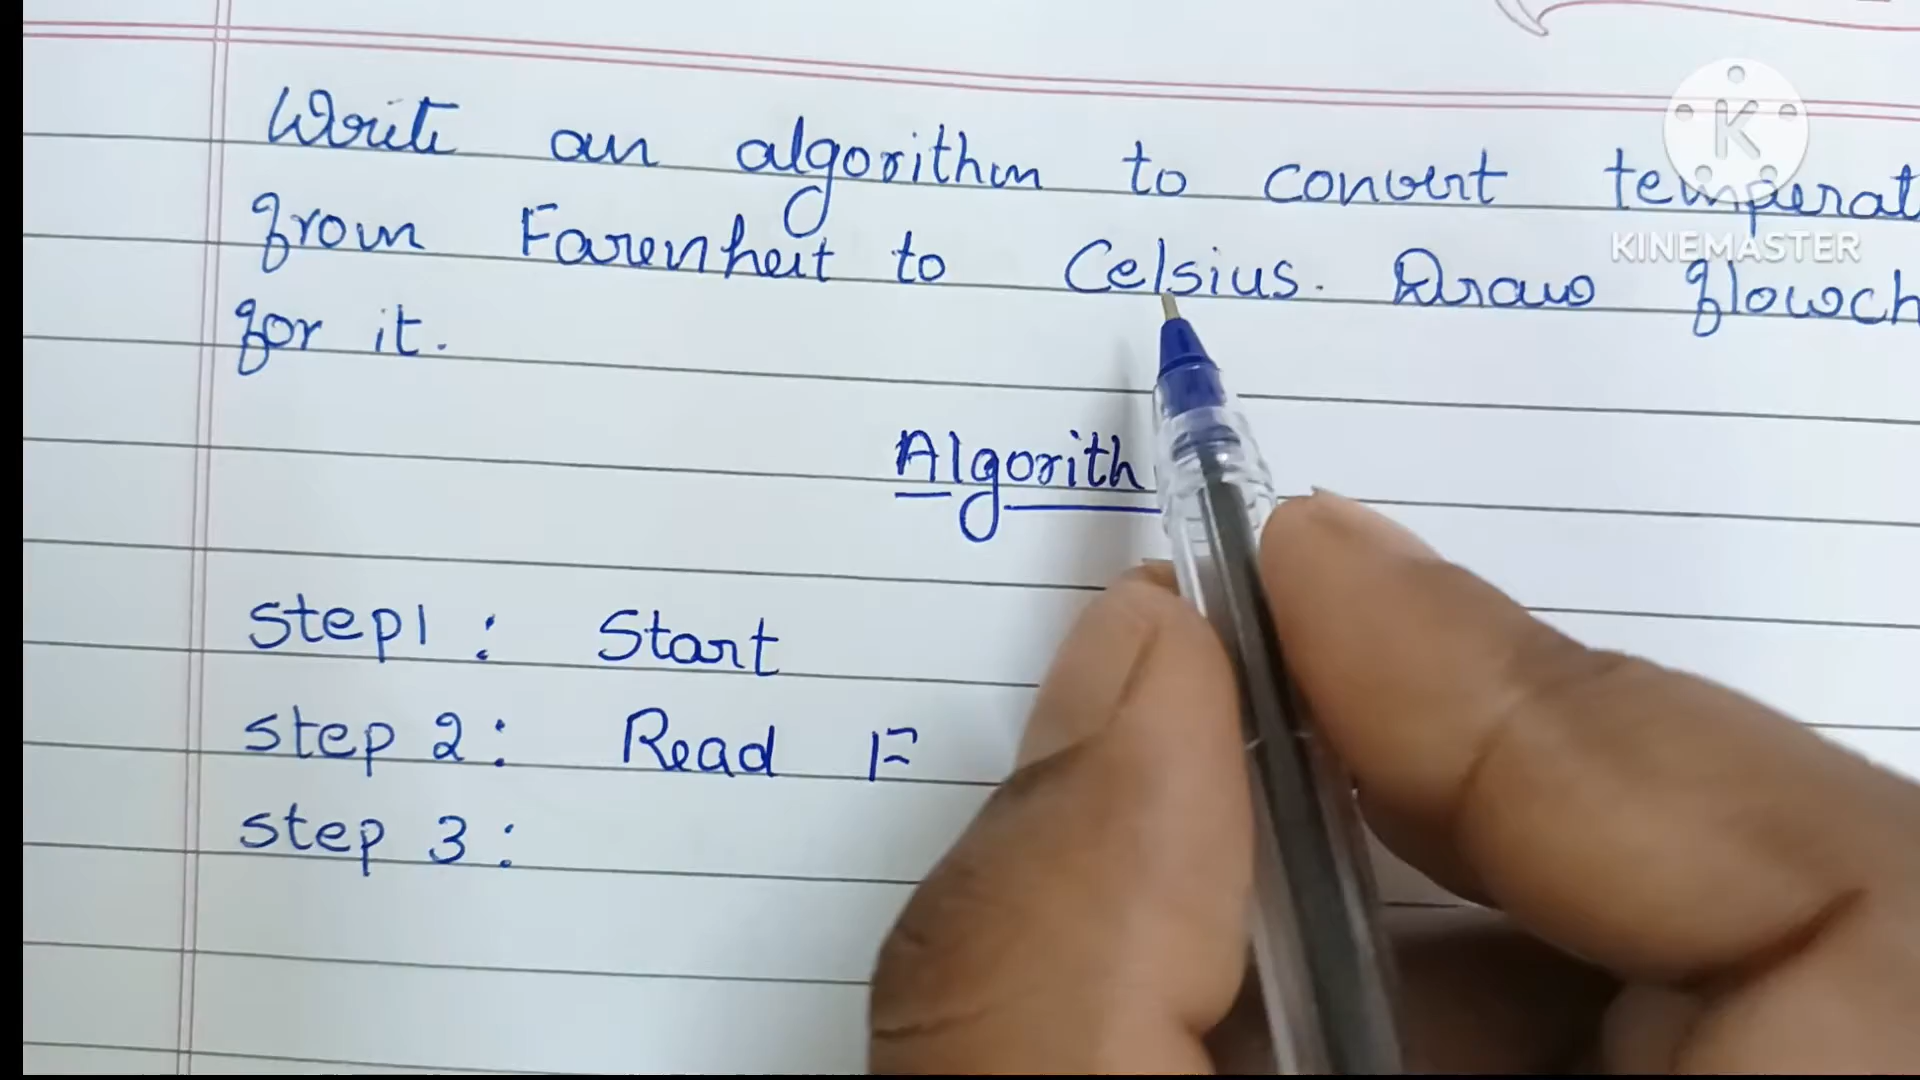 Write an algorithm to convert temperat
from Farenheit to Celsius. Draw flowch
for it.
Algorith
step1 : Start
step 2 : Read F
step 3 :
K
KINEMASTER